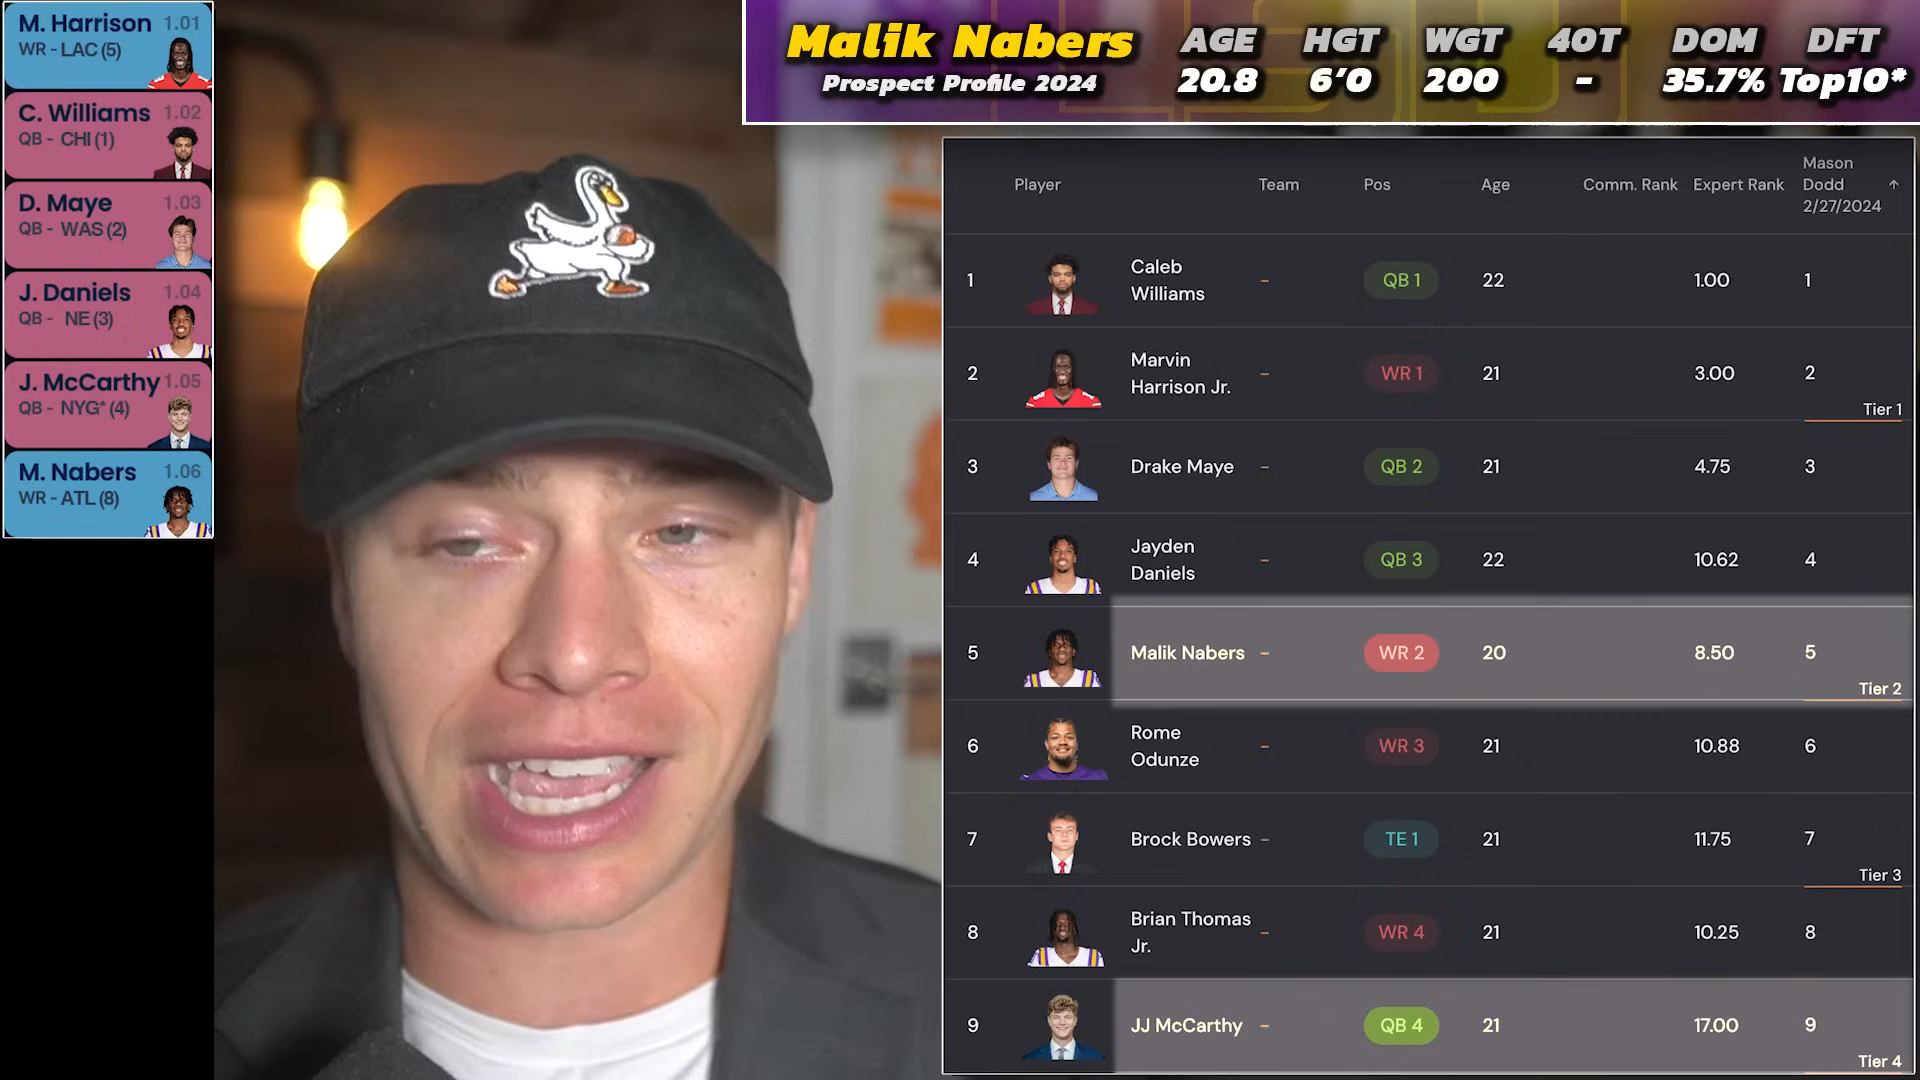 M. Harrison 1.01
WR - LAC (5)
C. Williams 1.02
QB - CHI (1)
D. Maye 1.03
QB - WAS (2)
J. Daniels 1.04
QB - NE (3)
J. McCarthy 1.05
QB - NYG* (4)
M. Nabers 1.06
WR - ATL (8)
Malik Nabers
Prospect Profile 2024
AGE HGT WGT 40T DOM DFT
20.8 6'0 200 - 35.7% Top10*
Player Team Pos Age Comm. Rank Expert Rank Mason
Dodd ↑
2/27/2024
1 Caleb
Williams - QB 1 22 1.00 1
2 Marvin
Harrison Jr. - WR 1 21 3.00 2
Tier 1
3 Drake Maye - QB 2 21 4.75 3
4 Jayden
Daniels - QB 3 22 10.62 4
5 Malik Nabers - WR 2 20 8.50 5
Tier 2
6 Rome
Odunze - WR 3 21 10.88 6
7 Brock Bowers - TE 1 21 11.75 7
Tier 3
8 Brian Thomas
Jr. - WR 4 21 10.25 8
9 JJ McCarthy - QB 4 21 17.00 9
Tier 4